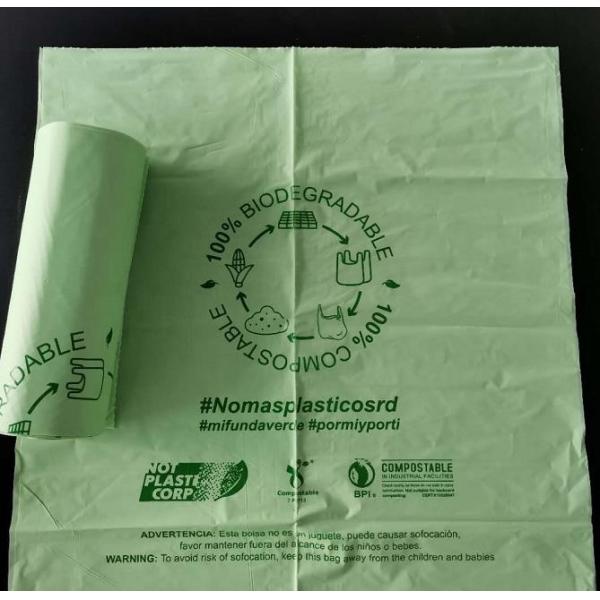 100% BIODEGRADABLE
100% COMPOSTABLE
RADABLE
#Nomasplasticosrd
#mifundaverde #pormiyporti
NOT
PLASTE
CORP
Compostable
BPI®
COMPOSTABLE
IN INDUSTRIAL FACILITIES
ADVERTENCIA: Esta bolsa no es un juguete, puede causar sofocación,
favor mantener fuera del alcance de los niños o bebes.
WARNING: To avoid risk of sofocation, keep this bag away from the children and babies